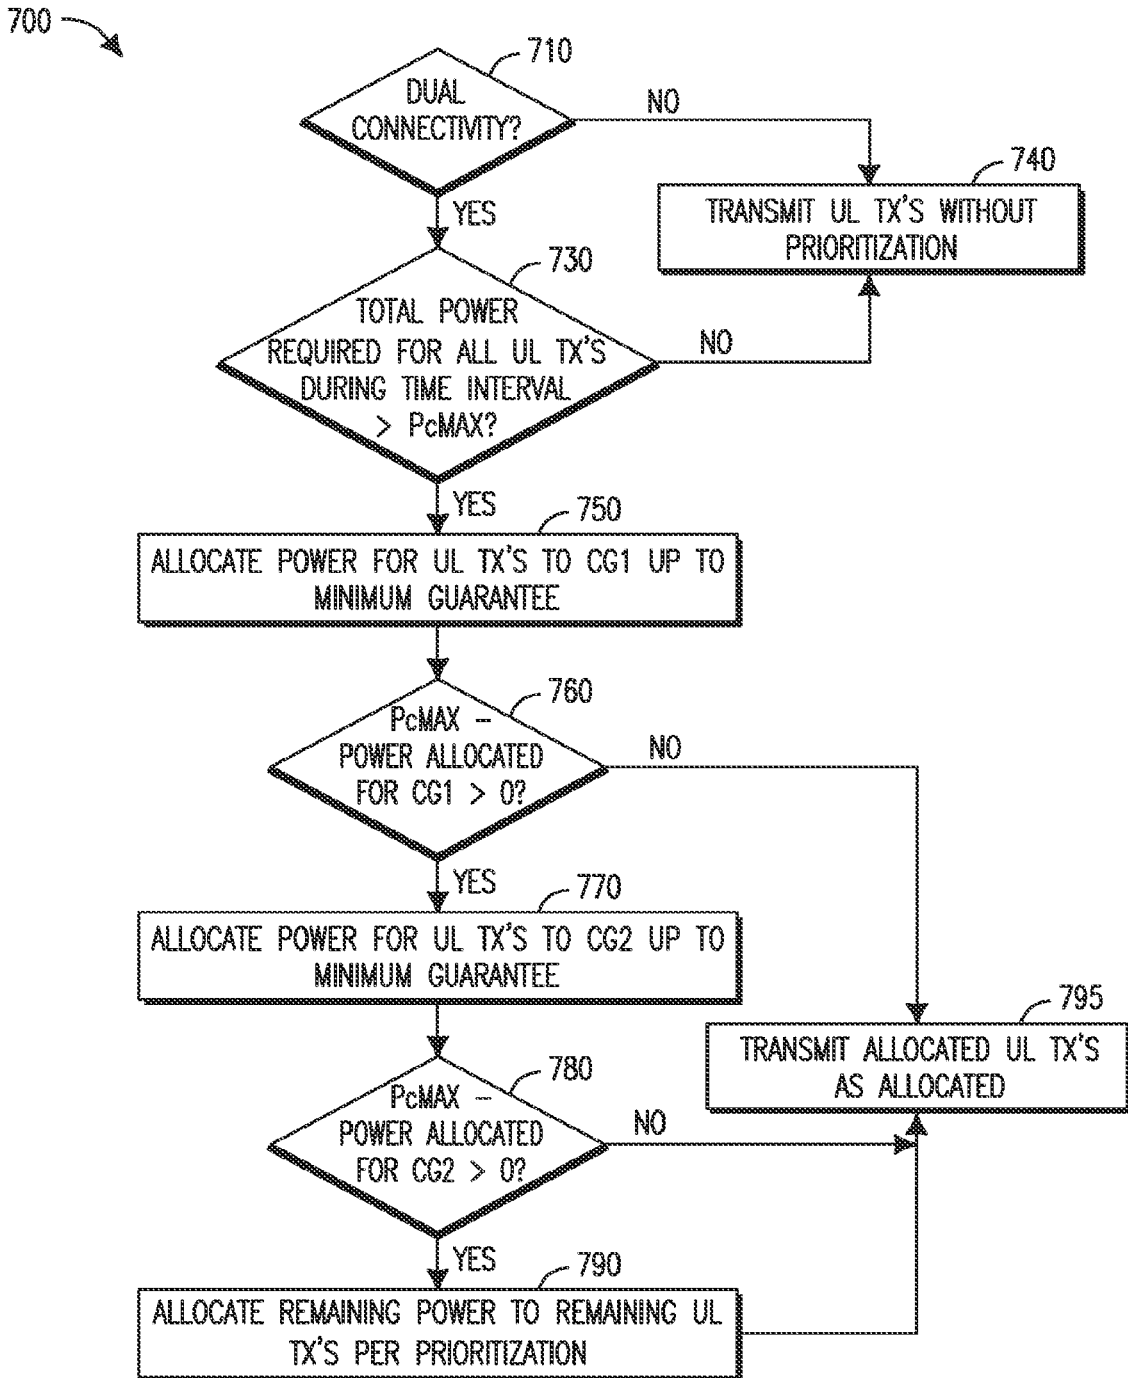 700
710
DUAL
CONNECTIVITY?
NO
740
TRANSMIT UL TX'S WITHOUT
PRIORITIZATION
YES
730
TOTAL POWER
REQUIRED FOR ALL UL TX'S
DURING TIME INTERVAL
> PcMAX?
NO
YES
750
ALLOCATE POWER FOR UL TX'S TO CG1 UP TO
MINIMUM GUARANTEE
760
PcMAX –
POWER ALLOCATED
FOR CG1 > 0?
NO
YES
770
ALLOCATE POWER FOR UL TX'S TO CG2 UP TO
MINIMUM GUARANTEE
795
TRANSMIT ALLOCATED UL TX'S
AS ALLOCATED
780
PcMAX –
POWER ALLOCATED
FOR CG2 > 0?
NO
YES
790
ALLOCATE REMAINING POWER TO REMAINING UL
TX'S PER PRIORITIZATION